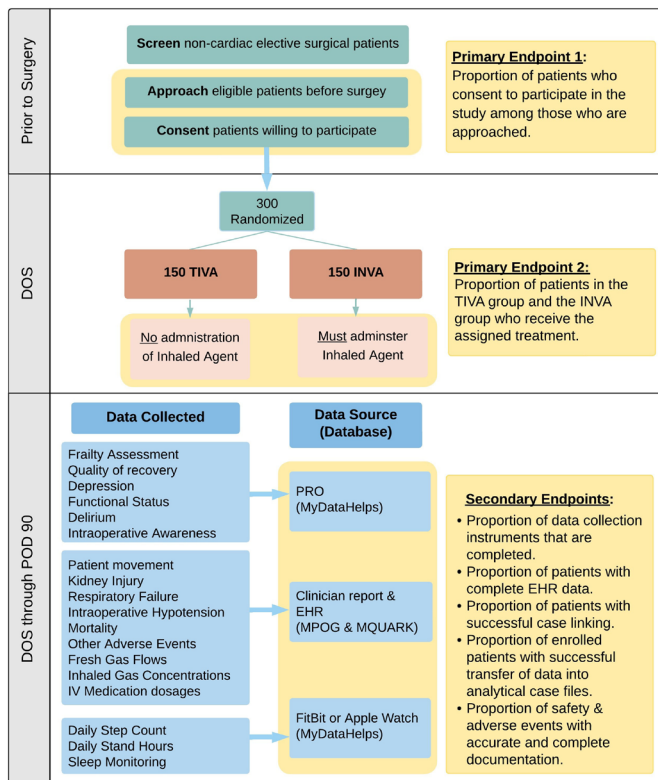 Prior to Surgery
Screen non-cardiac elective surgical patients
Approach eligible patients before surgey
Consent patients willing to participate
Primary Endpoint 1:
Proportion of patients who
consent to participate in the
study among those who are
approached.
DOS
300
Randomized
150 TIVA
150 INVA
No admnistration
of Inhaled Agent
Must adminster
Inhaled Agent
Primary Endpoint 2:
Proportion of patients in the
TIVA group and the INVA
group who receive the
assigned treatment.
DOS through POD 90
Data Collected
Data Source
(Database)
Frailty Assessment
Quality of recovery
Depression
Functional Status
Delirium
Intraoperative Awareness
PRO
(MyDataHelps)
Patient movement
Kidney Injury
Respiratory Failure
Intraoperative Hypotension
Mortality
Other Adverse Events
Fresh Gas Flows
Inhaled Gas Concentrations
IV Medication dosages
Clinician report &
EHR
(MPOG & MQUARK)
Daily Step Count
Daily Stand Hours
Sleep Monitoring
FitBit or Apple Watch
(MyDataHelps)
Secondary Endpoints:
• Proportion of data collection
instruments that are
completed.
• Proportion of patients with
complete EHR data.
• Proportion of patients with
successful case linking.
• Proportion of enrolled
patients with successful
transfer of data into
analytical case files.
• Proportion of safety &
adverse events with
accurate and complete
documentation.